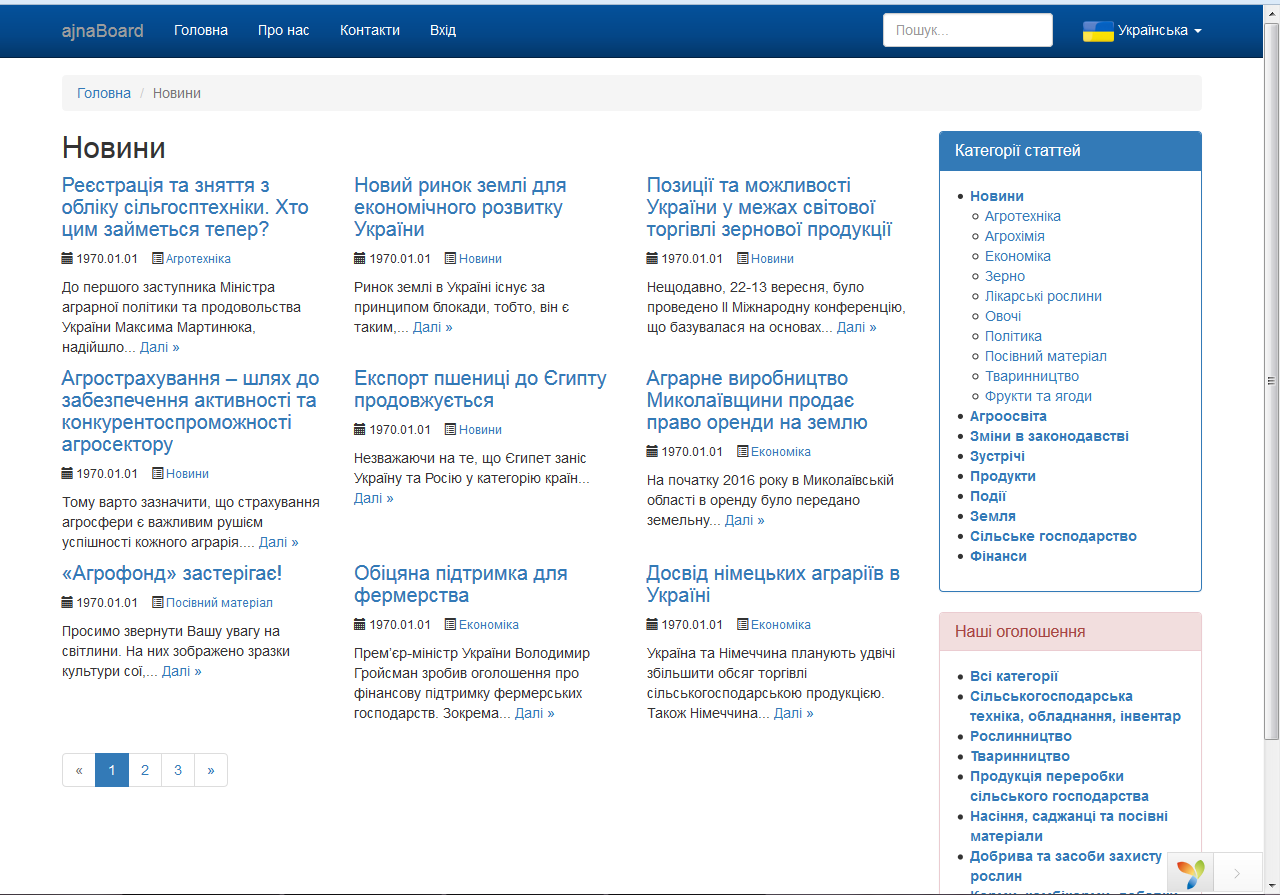 ajnaBoard Головна Про нас Контакти Вхід Пошук... Українська
Головна / Новини
Новини
Реєстрація та зняття з
обліку сільгосптехніки. Хто
цим займеться тепер?
1970.01.01 Агротехніка
До першого заступника Міністра
аграрної політики та продовольства
України Максима Мартинюка,
надійшло... Далі »
Новий ринок землі для
економічного розвитку
України
1970.01.01 Новини
Ринок землі в Україні існує за
принципом блокади, тобто, він є
таким,... Далі »
Позиції та можливості
України у межах світової
торгівлі зернової продукції
1970.01.01 Новини
Нещодавно, 22-13 вересня, було
проведено ІІ Міжнародну конференцію,
що базувалася на основах... Далі »
Агрострахування – шлях до
забезпечення активності та
конкурентоспроможності
агросектору
1970.01.01 Новини
Тому варто зазначити, що страхування
агросфери є важливим рушієм
успішності кожного аграрія.... Далі »
Експорт пшениці до Єгипту
продовжується
1970.01.01 Новини
Незважаючи на те, що Єгипет заніс
Україну та Росію у категорію країн...
Далі »
Аграрне виробництво
Миколаївщини продає
право оренди на землю
1970.01.01 Економіка
На початку 2016 року в Миколаївській
області в оренду було передано
земельну... Далі »
«Агрофонд» застерігає!
1970.01.01 Посівний матеріал
Просимо звернути Вашу увагу на
світлини. На них зображено зразки
культури сої,... Далі »
Обіцяна підтримка для
фермерства
1970.01.01 Економіка
Прем’єр-міністр України Володимир
Гройсман зробив оголошення про
фінансову підтримку фермерських
господарств. Зокрема... Далі »
Досвід німецьких аграріїв в
Україні
1970.01.01 Економіка
Україна та Німеччина планують удвічі
збільшити обсяг торгівлі
сільськогосподарською продукцією.
Також Німеччина... Далі »
« 1 2 3 »
Категорії статтей
Новини
Агротехніка
Агрохімія
Економіка
Зерно
Лікарські рослини
Овочі
Політика
Посівний матеріал
Тваринництво
Фрукти та ягоди
Агроосвіта
Зміни в законодавстві
Зустрічі
Продукти
Події
Земля
Сільське господарство
Фінанси
Наші оголошення
Всі категорії
Сільськогосподарська
техніка, обладнання, інвентар
Рослинництво
Тваринництво
Продукція переробки
сільського господарства
Насіння, саджанці та посівні
матеріали
Добрива та засоби захисту
рослин